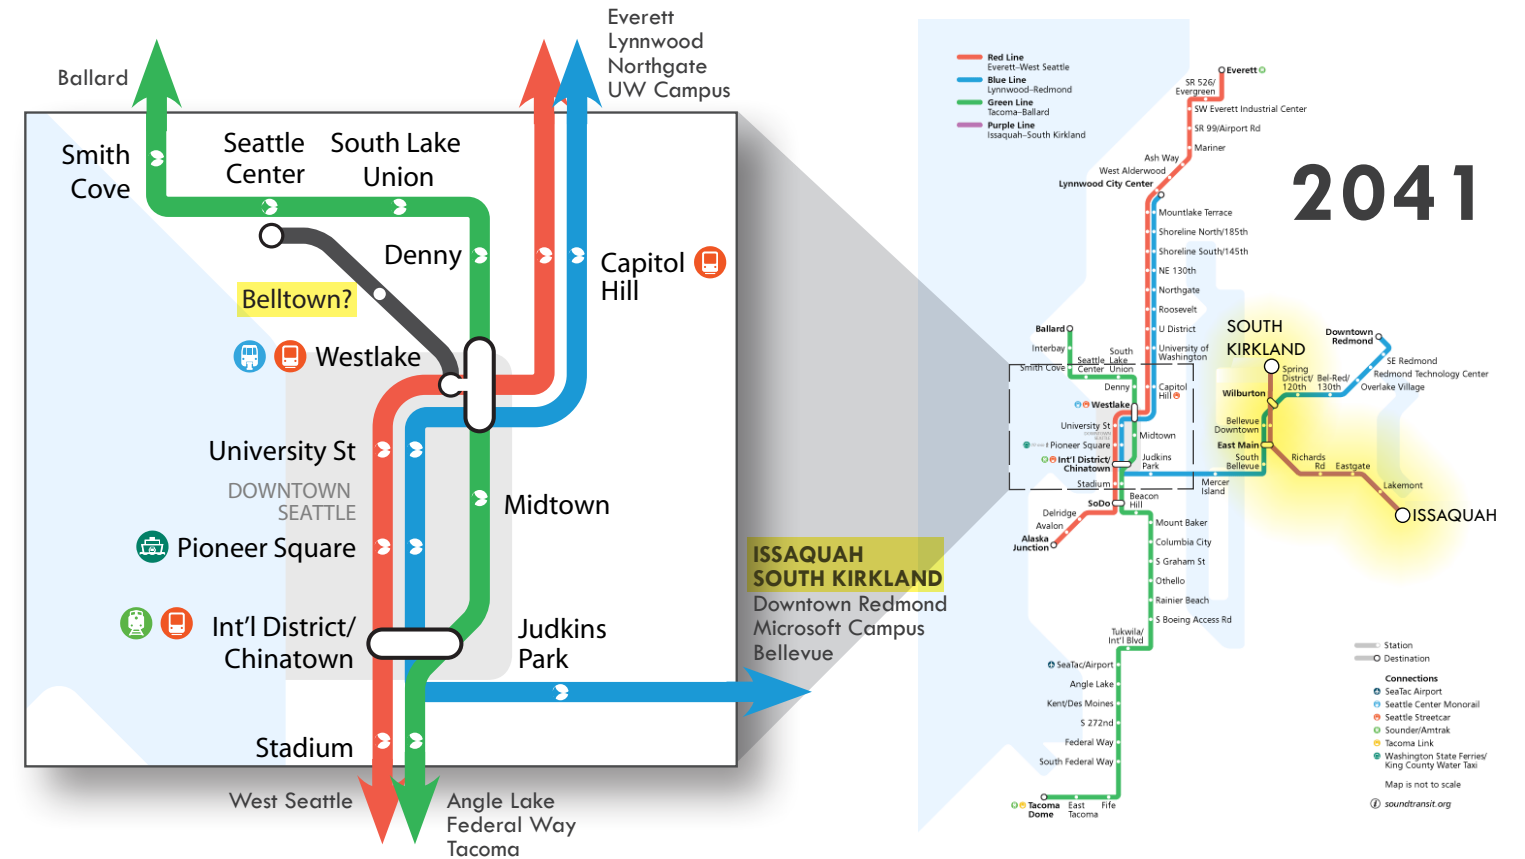 Everett
Lynnwood
Northgate
UW Campus
Ballard
Smith
Cove
Seattle
Center
South Lake
Union
Denny
Capitol
Hill
Belltown?
Westlake
University St
DOWNTOWN
SEATTLE
Midtown
Pioneer Square
Int'l District/
Chinatown
Judkins
Park
Stadium
West Seattle
Angle Lake
Federal Way
Tacoma
ISSAQUAH
SOUTH KIRKLAND
Downtown Redmond
Microsoft Campus
Bellevue
Red Line
Everett–West Seattle
Blue Line
Lynnwood–Redmond
Green Line
Tacoma–Ballard
Purple Line
Issaquah–South Kirkland
2041
Everett
SR 526/
Evergreen
SW Everett Industrial Center
SR 99/Airport Rd
Mariner
Ash Way
West Alderwood
Lynnwood City Center
Mountlake Terrace
Shoreline North/185th
Shoreline South/145th
NE 130th
Northgate
Roosevelt
U District
University of
Washington
Ballard
Interbay
Smith Cove
Seattle
Center
South
Lake
Union
Denny
Capitol
Hill
Westlake
University St
DOWNTOWN
SEATTLE
Midtown
Pioneer Square
Int'l District/
Chinatown
Judkins
Park
Stadium
SoDo
Beacon
Hill
Delridge
Avalon
Alaska
Junction
Mount Baker
Columbia City
S Graham St
Othello
Rainier Beach
S Boeing Access Rd
Tukwila/
Int'l Blvd
SeaTac/Airport
Angle Lake
Kent/Des Moines
S 272nd
Federal Way
South Federal Way
Tacoma
Dome
East
Tacoma
Fife
Mercer
Island
South
Bellevue
East Main
Bellevue
Downtown
Wilburton
SOUTH
KIRKLAND
Spring
District/
120th
Bel-Red/
130th
Downtown
Redmond
SE Redmond
Redmond Technology Center
Overlake Village
Richards
Rd
Eastgate
Lakemont
ISSAQUAH
Station
Destination
Connections
SeaTac Airport
Seattle Center Monorail
Seattle Streetcar
Sounder/Amtrak
Tacoma Link
Washington State Ferries/
King County Water Taxi
Map is not to scale
soundtransit.org